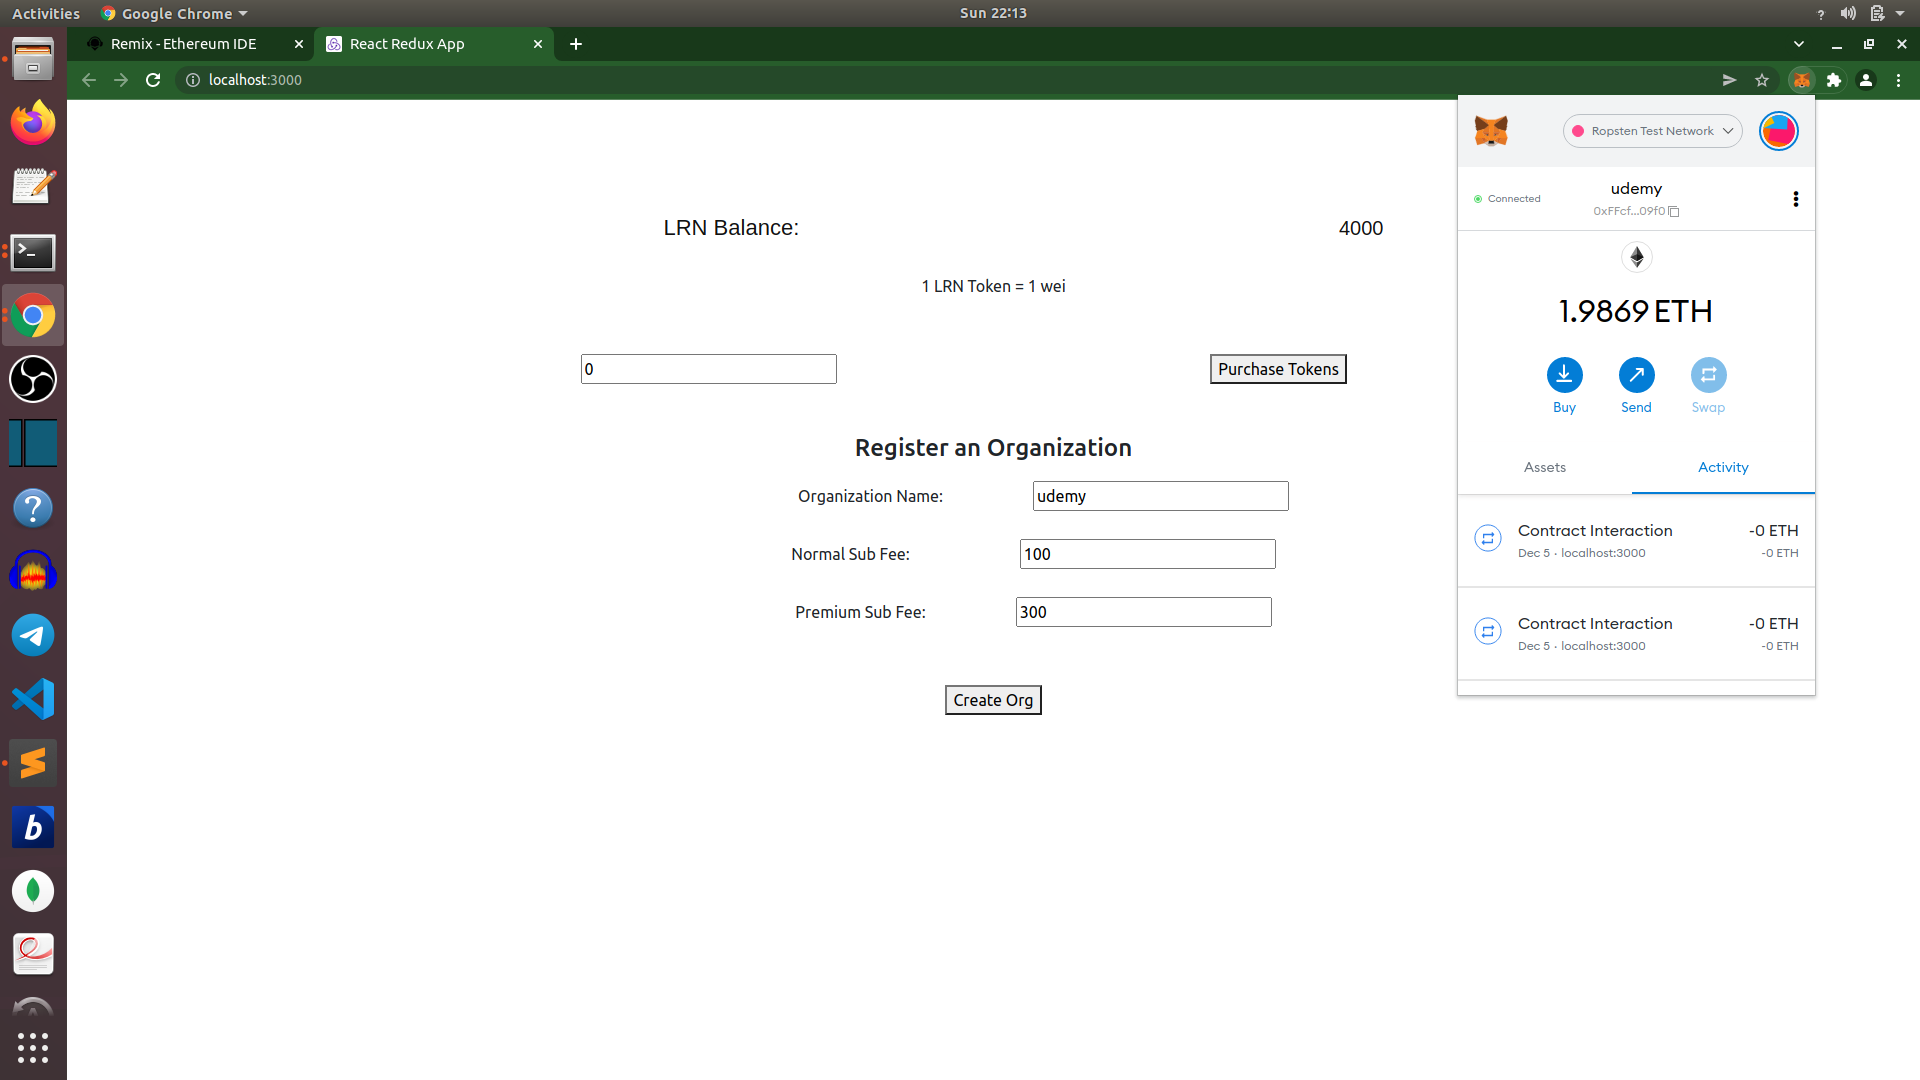 Activities Google Chrome Sun 22:13
Remix - Ethereum IDE React Redux App
localhost:3000
LRN Balance: 4000
1 LRN Token = 1 wei
0 Purchase Tokens
Register an Organization
Organization Name: udemy
Normal Sub Fee: 100
Premium Sub Fee: 300
Create Org
Ropsten Test Network
Connected
udemy
0xFFcf...09f0
1.9869 ETH
Buy Send Swap
Assets Activity
Contract Interaction -0 ETH
Dec 5 · localhost:3000 -0 ETH
Contract Interaction -0 ETH
Dec 5 · localhost:3000 -0 ETH